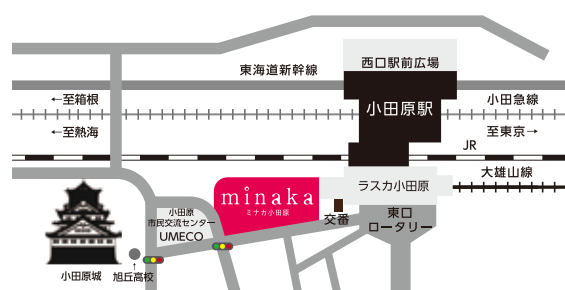 西口駅前広場
東海道新幹線
←至箱根
小田原駅
小田急線
←至熱海
至東京→
JR
大雄山線
ラスカ小田原
minaka
ミナカ小田原
小田原
市民交流センター
UMECO
交番
東口
ロータリー
↑
小田原城
旭丘高校